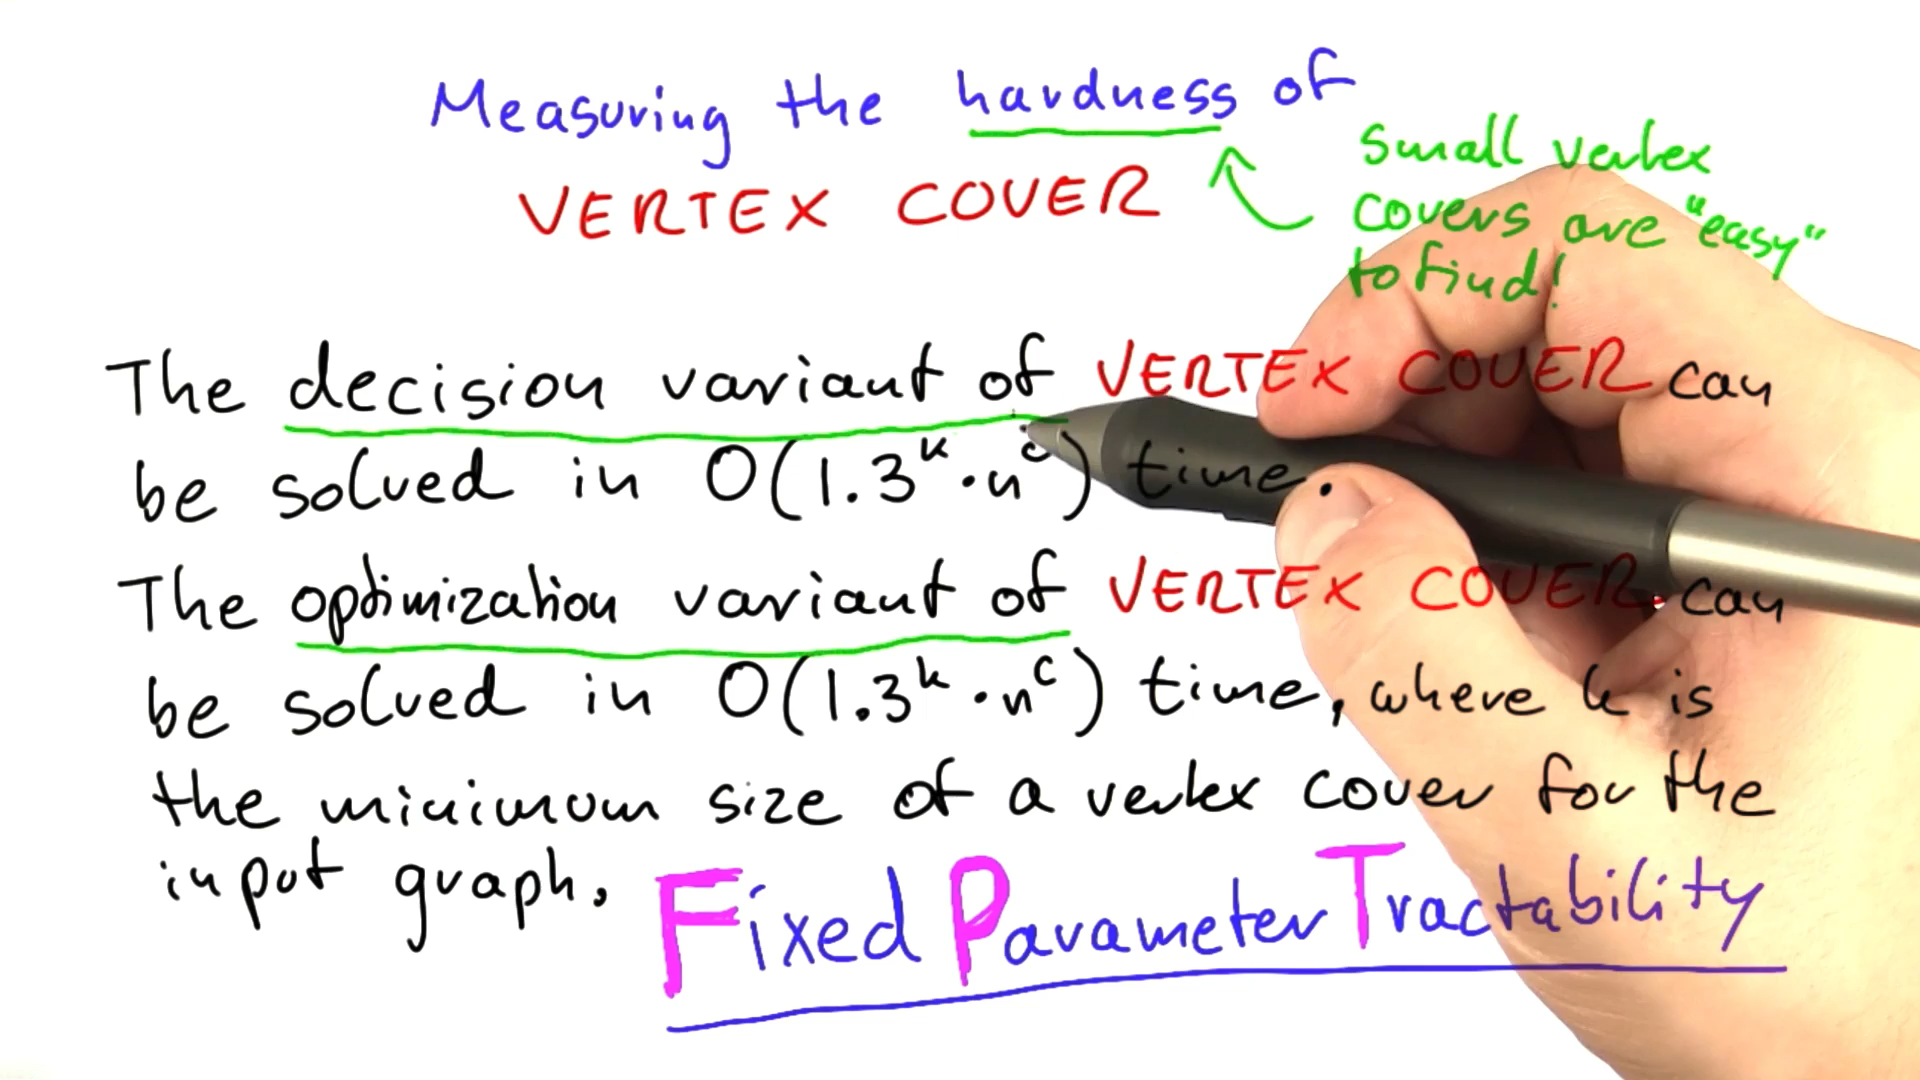 Measuring the hardness of
VERTEX COVER
small vertex
covers are "easy"
to find!
The decision variant of VERTEX COVER can
be solved in O(1.3^k · n^c) time.
The optimization variant of VERTEX COVER can
be solved in O(1.3^k · n^c) time, where k is
the minimum size of a vertex cover for the
input graph.
Fixed Parameter Tractability